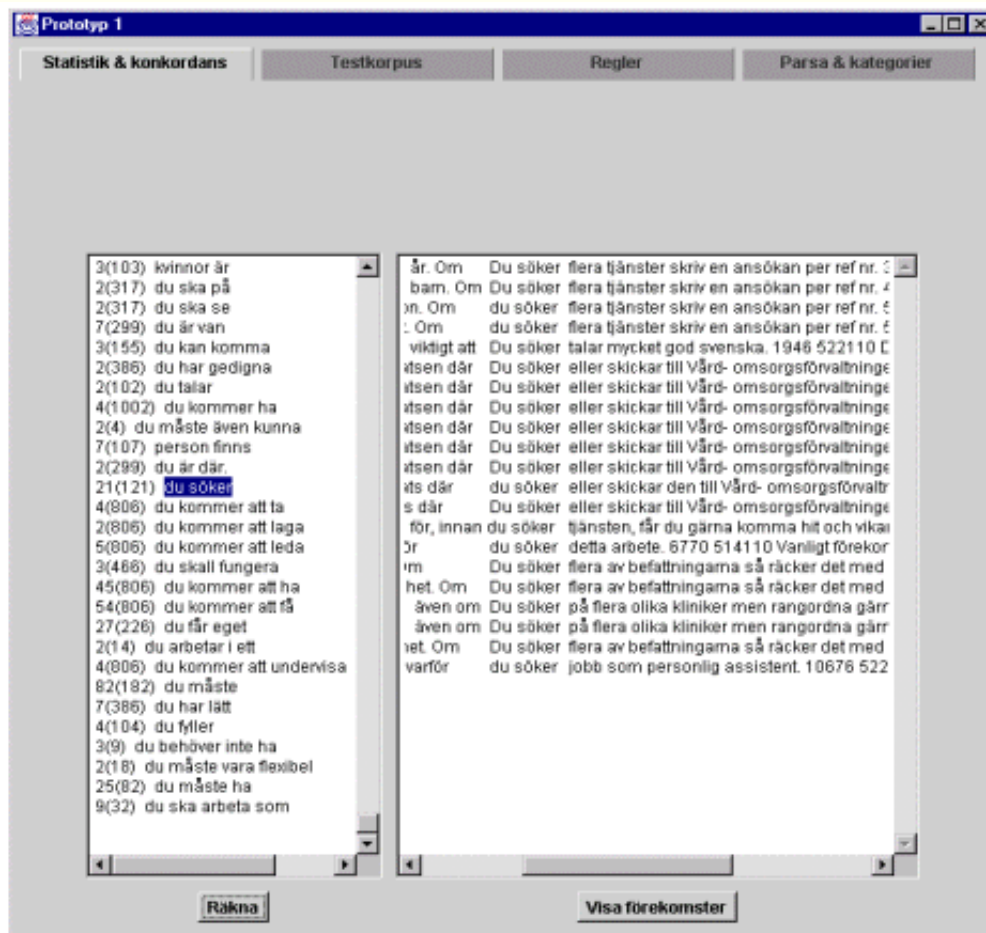 Prototyp 1
Statistik & konkordans Testkorpus Regler Parsa & kategorier
3(103) kvinnor är
2(317) du ska på
2(317) du ska se
7(299) du är van
3(155) du kan komma
2(386) du har gedigna
2(102) du talar
4(1002) du kommer ha
2(4) du måste även kunna
7(107) person finns
2(299) du är där.
21(121) du söker
4(806) du kommer att ta
2(806) du kommer att laga
5(806) du kommer att leda
3(466) du skall fungera
45(806) du kommer att ha
54(806) du kommer att få
27(226) du får eget
2(14) du arbetar i ett
4(806) du kommer att undervisa
82(182) du måste
7(386) du har lätt
4(104) du fyller
3(9) du behöver inte ha
2(18) du måste vara flexibel
25(82) du måste ha
9(32) du ska arbeta som
år. Om Du söker flera tjänster skriv en ansökan per ref nr.
barn. Om Du söker flera tjänster skriv en ansökan per ref nr.
on. Om du söker flera tjänster skriv en ansökan per ref nr.
. Om du söker flera tjänster skriv en ansökan per ref nr.
viktigt att Du söker talar mycket god svenska. 1946 522110
atsen där Du söker eller skickar till Vård- omsorgsförvaltninge
atsen där Du söker eller skickar till Vård- omsorgsförvaltninge
atsen där Du söker eller skickar till Vård- omsorgsförvaltninge
atsen där Du söker eller skickar till Vård- omsorgsförvaltninge
atsen där Du söker eller skickar till Vård- omsorgsförvaltninge
atsen där Du söker eller skickar till Vård- omsorgsförvaltninge
ats där du söker eller skickar den till Vård- omsorgsförvaltr
s där Du söker eller skickar till Vård- omsorgsförvaltninge
för, innan du söker tjänsten, får du gärna komma hit och vikar
ör du söker detta arbete. 6770 514110 Vanligt förekor
om Du söker flera av befattningarna så räcker det med
het. Om Du söker flera av befattningarna så räcker det med
även om Du söker på flera olika kliniker men rangordna gärr
även om Du söker på flera olika kliniker men rangordna gärr
het. Om Du söker flera av befattningarna så räcker det med
varför du söker jobb som personlig assistent. 10676 522
Räkna Visa förekomster